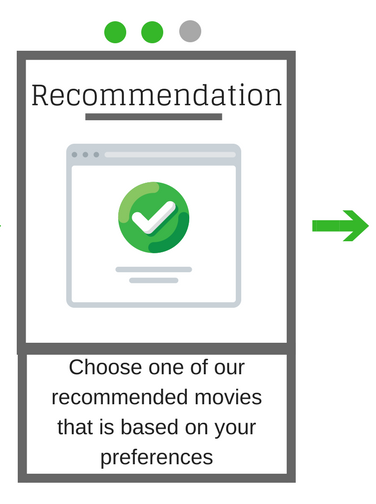 Recommendation
Choose one of our
recommended movies
that is based on your
preferences